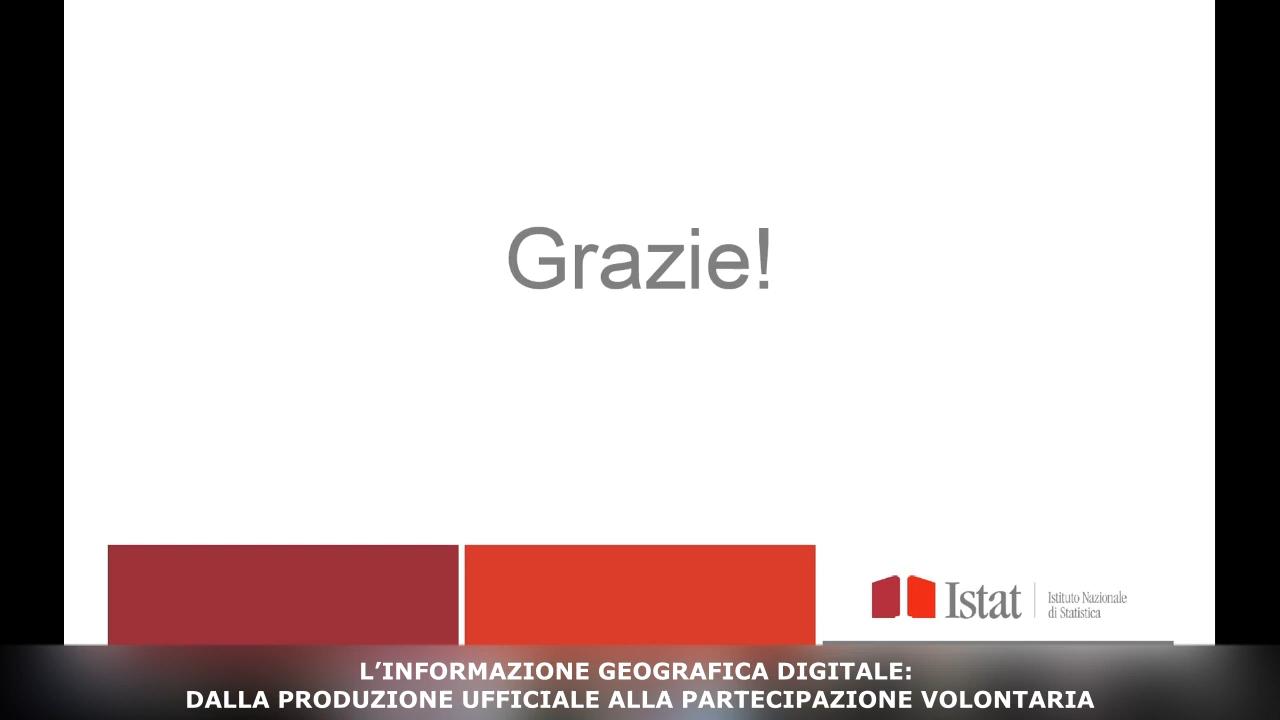 Grazie!
Istat
Istituto Nazionale
di Statistica
L’INFORMAZIONE GEOGRAFICA DIGITALE:
DALLA PRODUZIONE UFFICIALE ALLA PARTECIPAZIONE VOLONTARIA